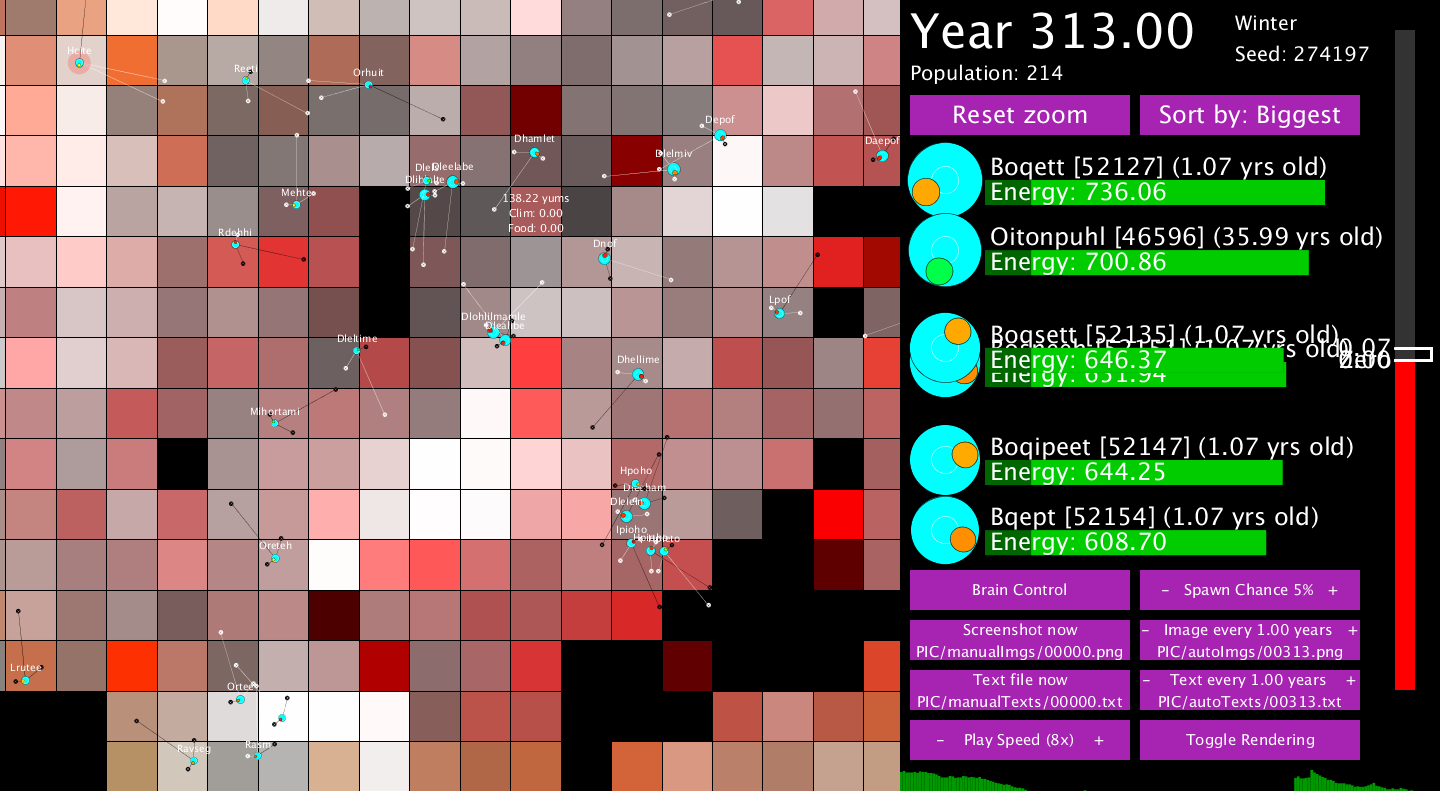 Hcite
Reeti
Orhuit
Dhamlet
Depof
Dlelmiv
Daepof
Dleelabe
Mehte
138.22 yums
Clim: 0.00
Food: 0.00
Rdehhi
Dnof
Lpof
Dleltime
Dhellime
Mihortami
Hpoho
Ipioho
Oreteh
Lrutee
Ortee
Ravseg
Rasm
Year 313.00
Winter
Seed: 274197
Population: 214
Reset zoom
Sort by: Biggest
Boqett [52127] (1.07 yrs old)
Energy: 736.06
Oitonpuhl [46596] (35.99 yrs old)
Energy: 700.86
Boqsett [52135] (1.07 yrs old)
Energy: 646.37
Energy: 631.94
Boqipeet [52147] (1.07 yrs old)
Energy: 644.25
Bqept [52154] (1.07 yrs old)
Energy: 608.70
Brain Control
- Spawn Chance 5% +
Screenshot now
PIC/manualImgs/00000.png
- Image every 1.00 years +
PIC/autoImgs/00313.png
Text file now
PIC/manualTexts/00000.txt
- Text every 1.00 years +
PIC/autoTexts/00313.txt
- Play Speed (8x) +
Toggle Rendering